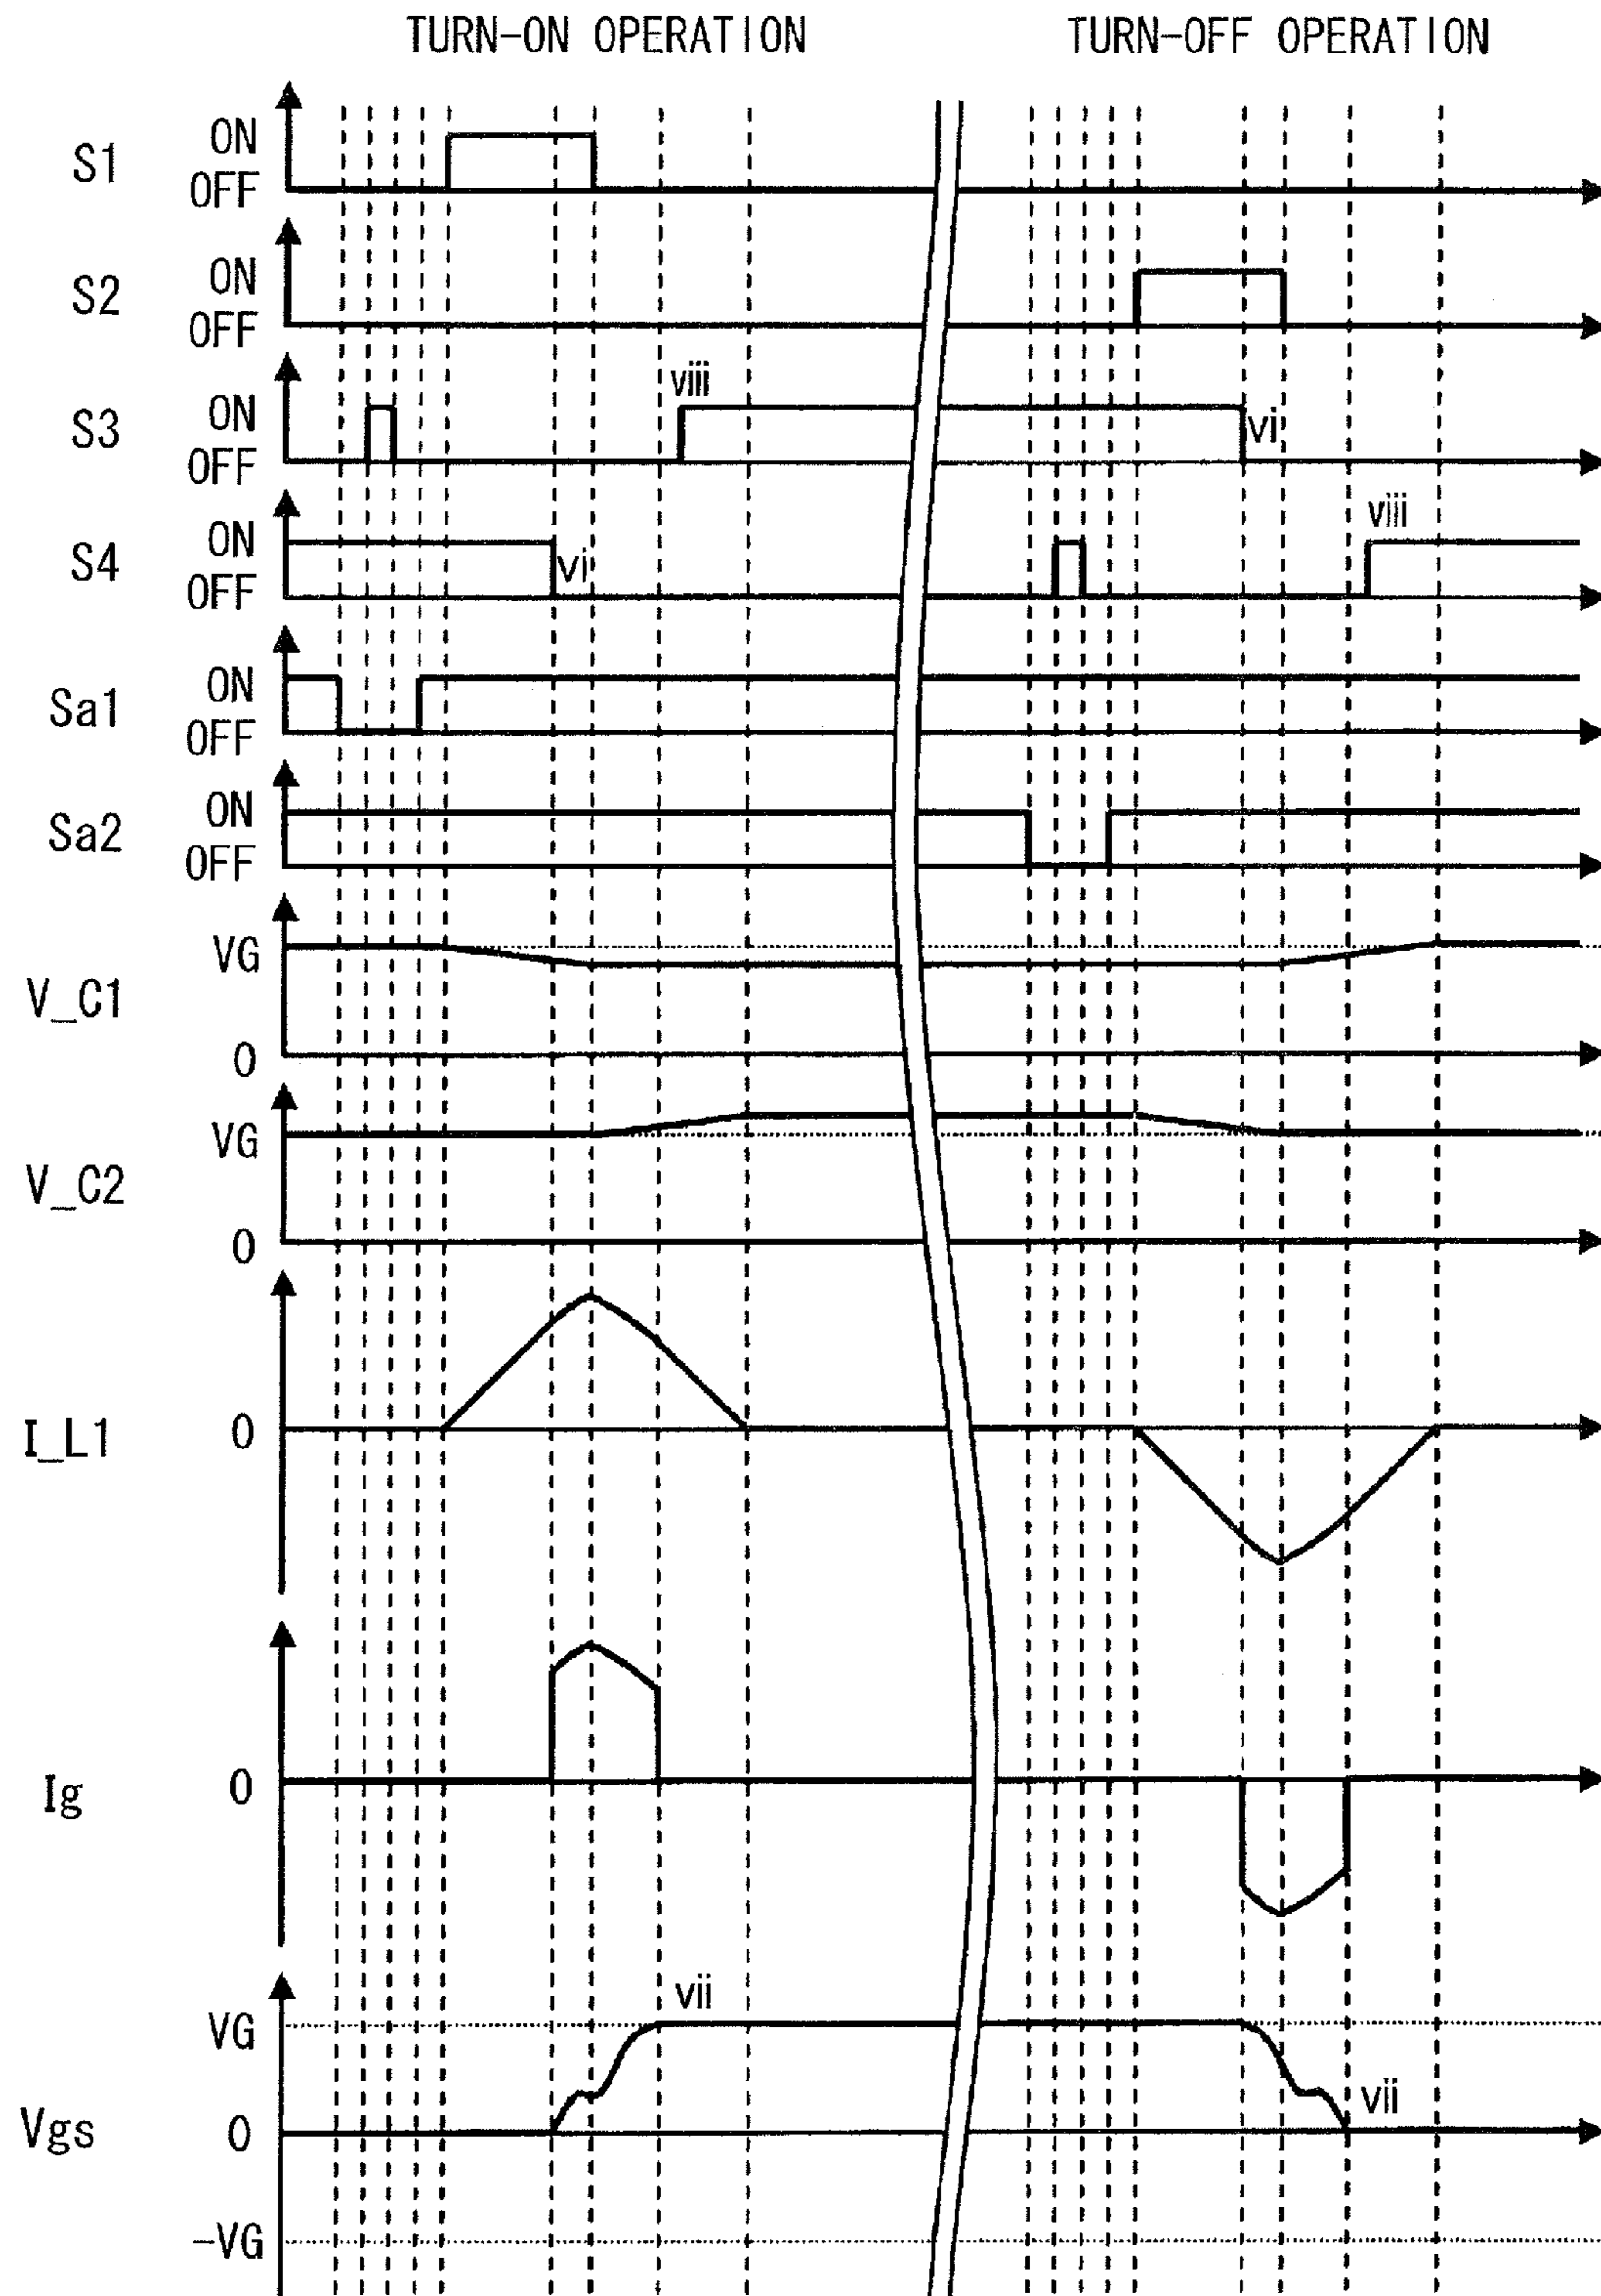 TURN-ON OPERATION TURN-OFF OPERATION
S1 ON
OFF
S2 ON
OFF
S3 ON viii vi
OFF
S4 ON vi viii
OFF
Sa1 ON
OFF
Sa2 ON
OFF
V_C1 VG
0
V_C2 VG
0
I_L1 0
Ig 0
Vgs VG vii vii
0
-VG